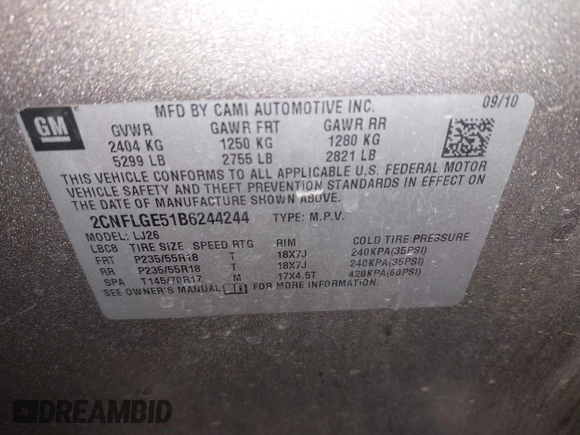 GM
MFD BY CAMI AUTOMOTIVE INC. 09/10
GVWR GAWR FRT GAWR RR
2404 KG 1250 KG 1280 KG
5299 LB 2755 LB 2821 LB
THIS VEHICLE CONFORMS TO ALL APPLICABLE U.S. FEDERAL MOTOR
VEHICLE SAFETY AND THEFT PREVENTION STANDARDS IN EFFECT ON
THE DATE OF MANUFACTURE SHOWN ABOVE.
2CNFLGE51B6244244 TYPE: M.P.V.
MODEL: LJ26
LBC8 TIRE SIZE SPEED RTG RIM COLD TIRE PRESSURE
FRT P235/55R18 T 18X7J 240KPA(35PSI)
RR P235/55R18 T 18X7J 240KPA(35PSI)
SPA T145/70R17 M 17X4.5T 420KPA(60PSI)
SEE OWNER'S MANUAL FOR MORE INFORMATION.
DREAMBID